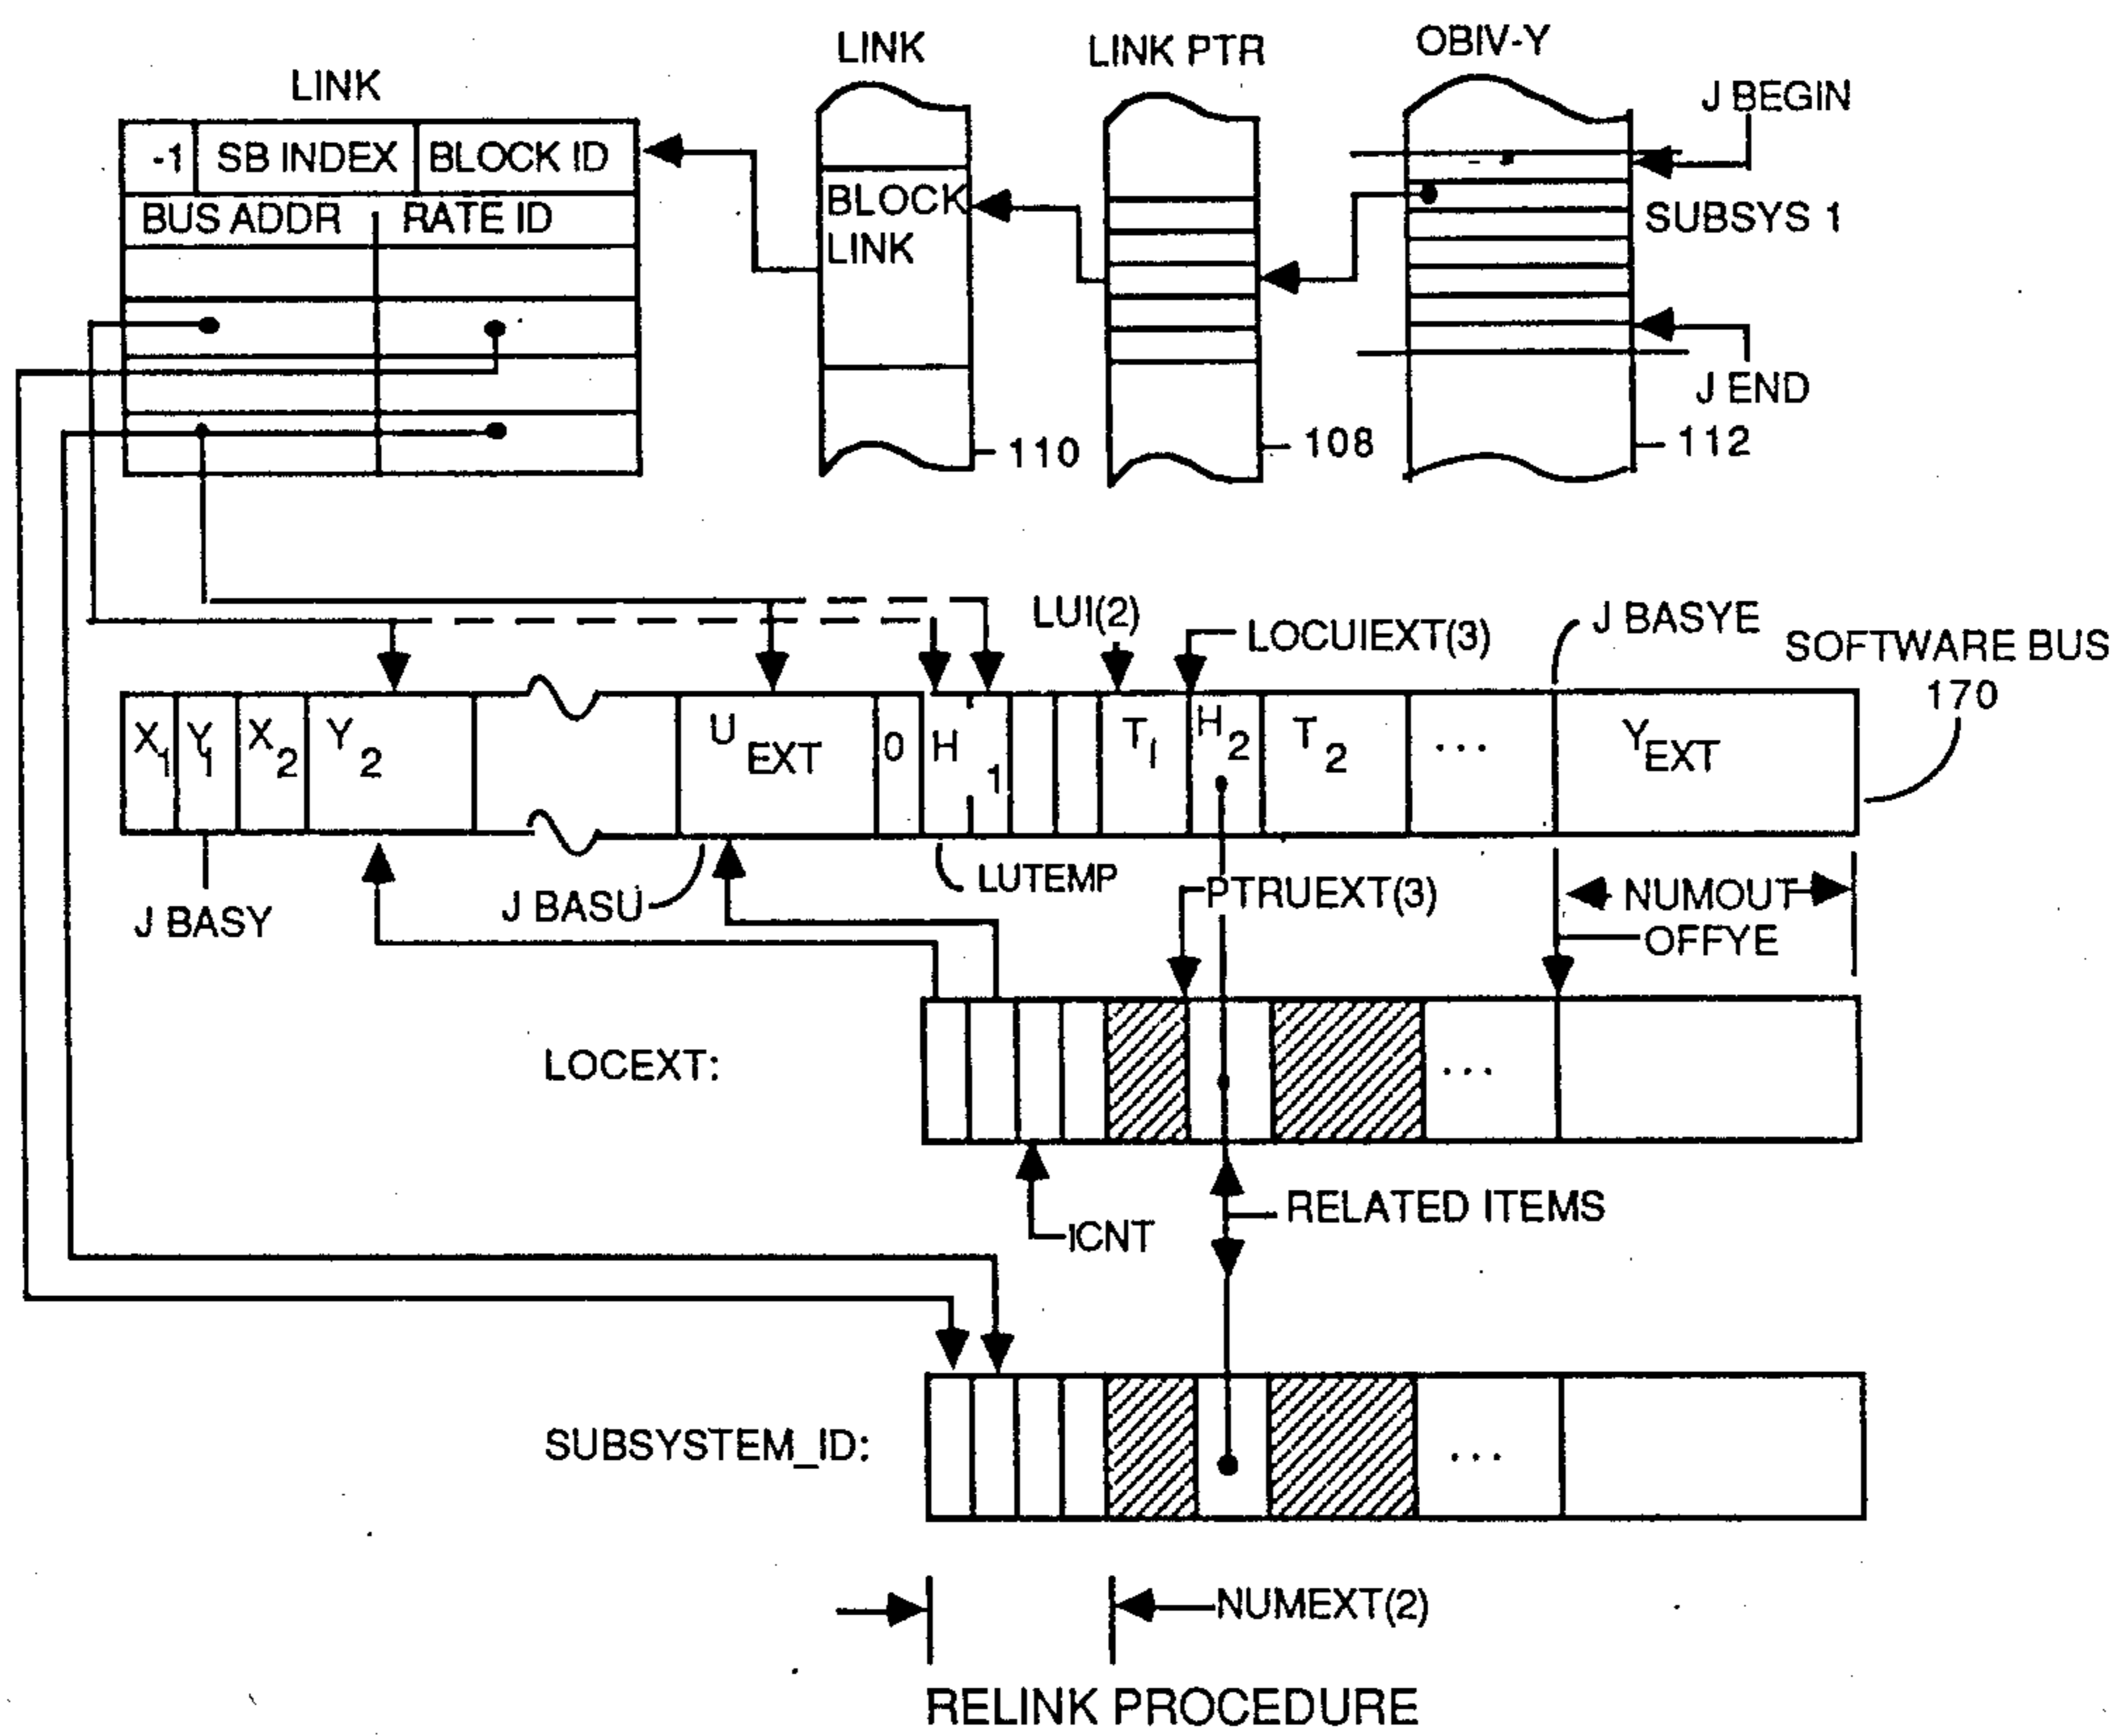 LINK
LINK
LINK PTR
OBIV-Y
J BEGIN
-1 SB INDEX BLOCK ID
BUS ADDR RATE ID
BLOCK
LINK
SUBSYS 1
J END
110
108
112
LUI(2)
LOCUIEXT(3)
J BASYE
SOFTWARE BUS
170
X1 Y1 X2 Y2 U EXT 0 H1 T1 H2 T2 ... YEXT
J BASY
J BASU
LUTEMP
PTRUEXT(3)
NUMOUT
OFFYE
LOCEXT:
...
ICNT
RELATED ITEMS
SUBSYSTEM_ID:
...
NUMEXT(2)
RELINK PROCEDURE